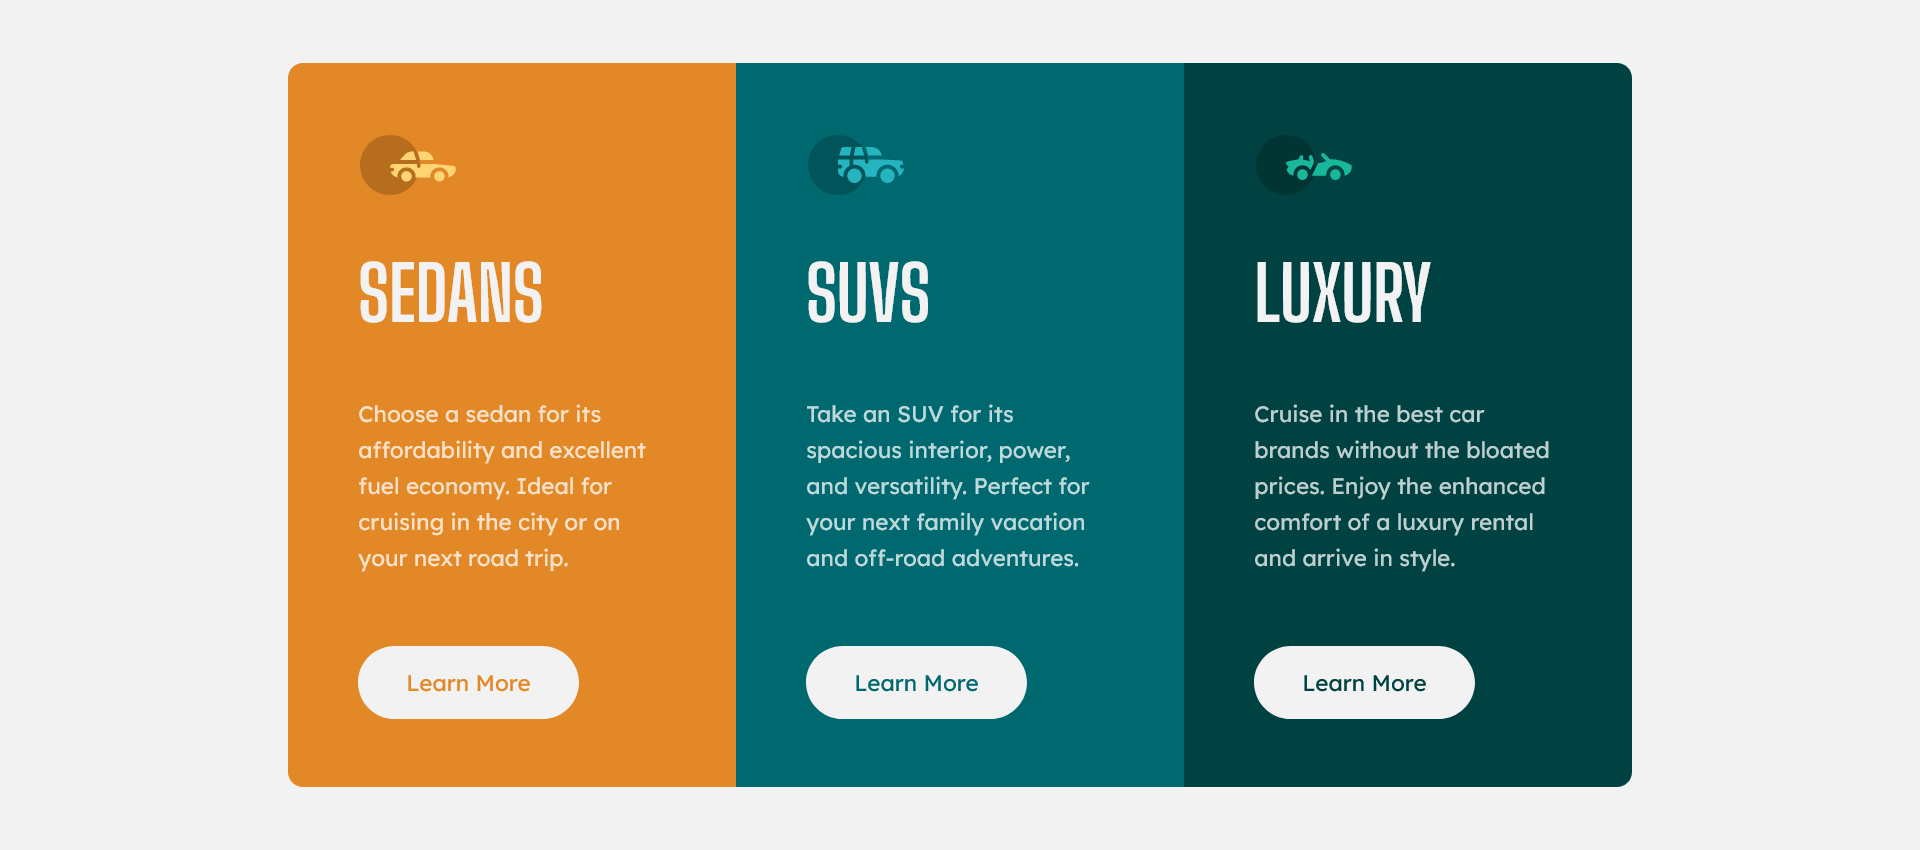 SEDANS
Choose a sedan for its
affordability and excellent
fuel economy. Ideal for
cruising in the city or on
your next road trip.
Learn More
SUVS
Take an SUV for its
spacious interior, power,
and versatility. Perfect for
your next family vacation
and off-road adventures.
Learn More
LUXURY
Cruise in the best car
brands without the bloated
prices. Enjoy the enhanced
comfort of a luxury rental
and arrive in style.
Learn More